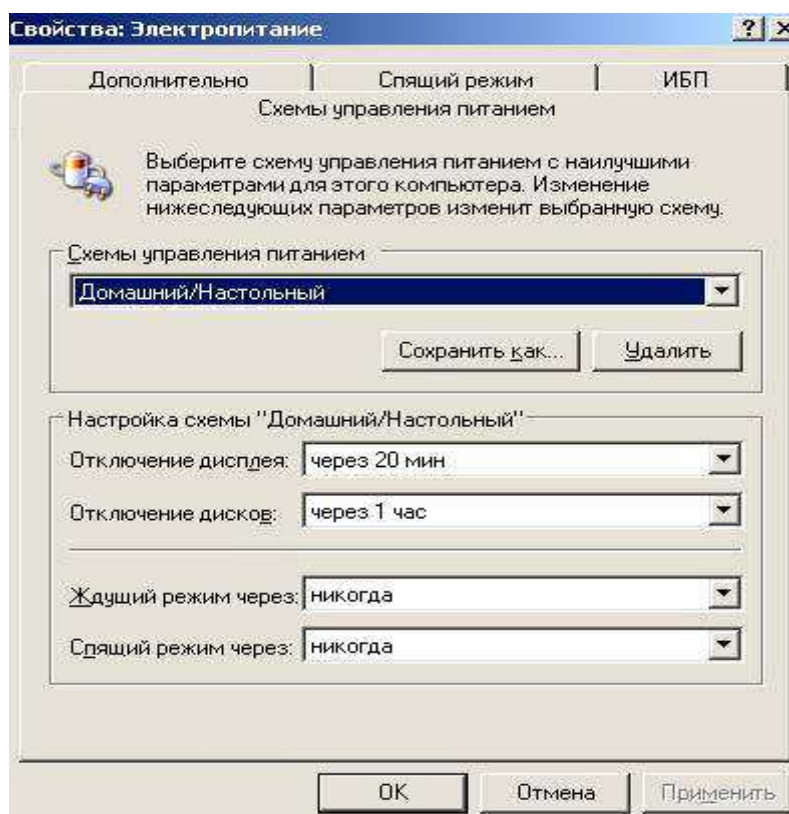 Свойства: Электропитание
Дополнительно Спящий режим ИБП
Схемы управления питанием
Выберите схему управления питанием с наилучшими
параметрами для этого компьютера. Изменение
нижеследующих параметров изменит выбранную схему.
Схемы управления питанием
Домашний/Настольный
Сохранить как... Удалить
Настройка схемы "Домашний/Настольный"
Отключение дисплея: через 20 мин
Отключение дисков: через 1 час
Ждущий режим через: никогда
Спящий режим через: никогда
OK Отмена Применить